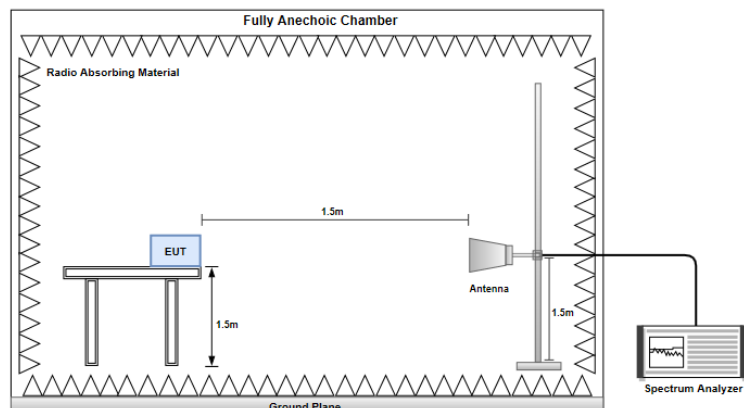 Fully Anechoic Chamber
Radio Absorbing Material
1.5m
EUT
Antenna
1.5m
1.5m
Spectrum Analyzer
Ground Plane